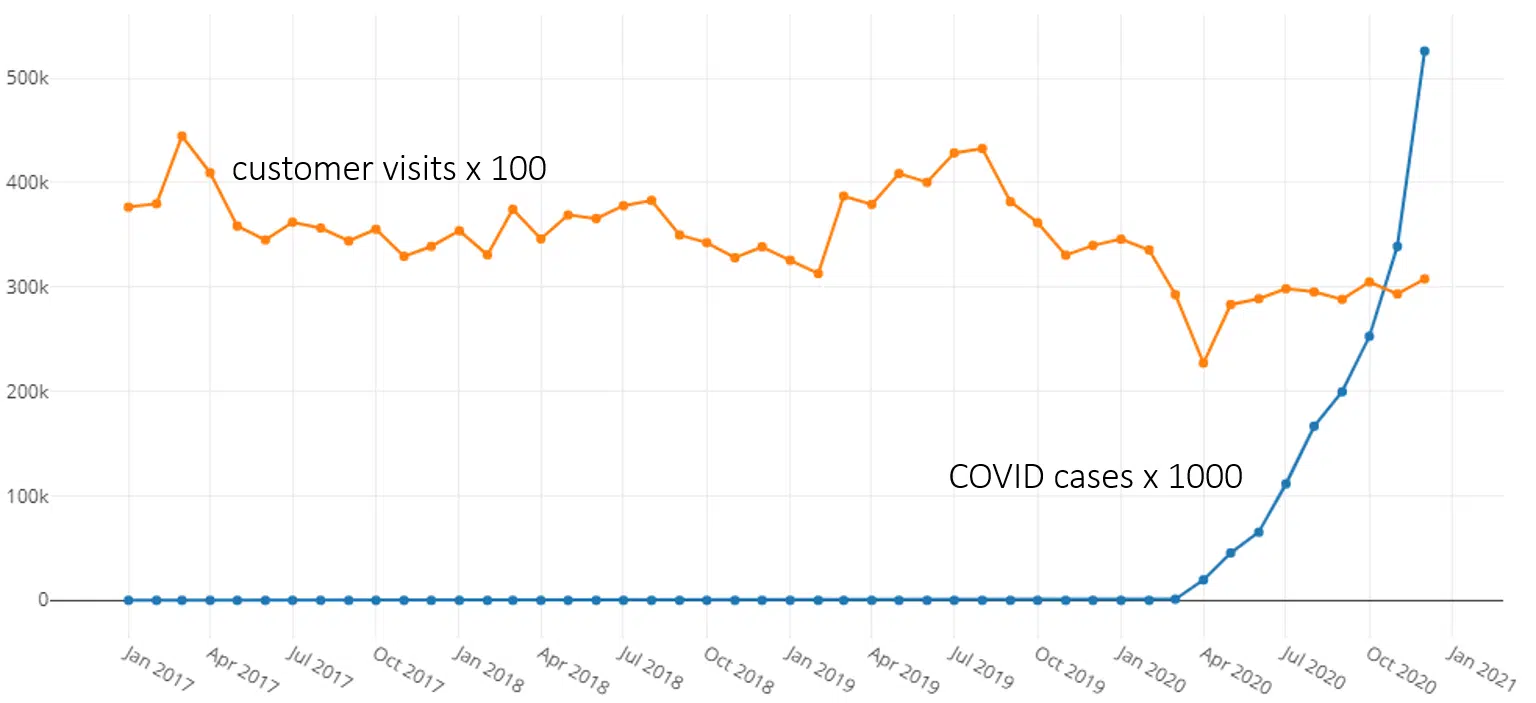 500k
customer visits x 100
400k
300k
200k
COVID cases x 1000
100k
0
Jan 2017
Apr 2017
Jul 2017
Oct 2017
Jan 2018
Apr 2018
Jul 2018
Oct 2018
Jan 2019
Apr 2019
Jul 2019
Oct 2019
Jan 2020
Apr 2020
Jul 2020
Oct 2020
Jan 2021